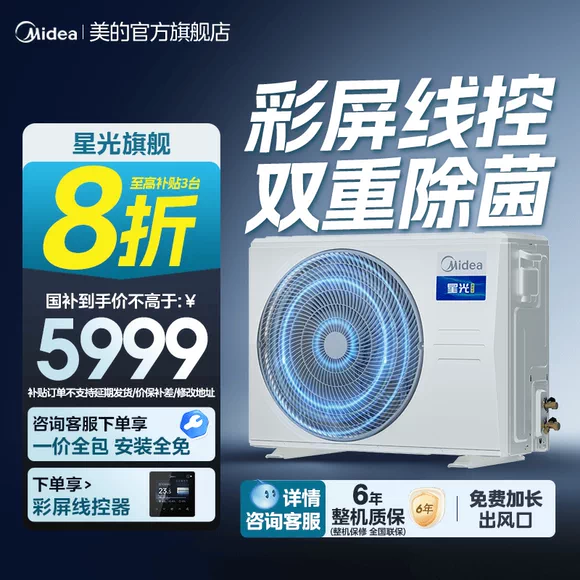 Midea 美的官方旗舰店
彩屏线控
双重除菌
星光旗舰
至高补贴3台
8折
国补到手价不高于:¥
5999
补贴订单不支持延期发货/价保补差/修改地址
咨询客服下单享
一价全包 安装全免
下单享>
彩屏线控器
Midea
星光
详情
咨询客服
6年
整机质保
(整机保修 全国联保)
6年
免费加长
出风口